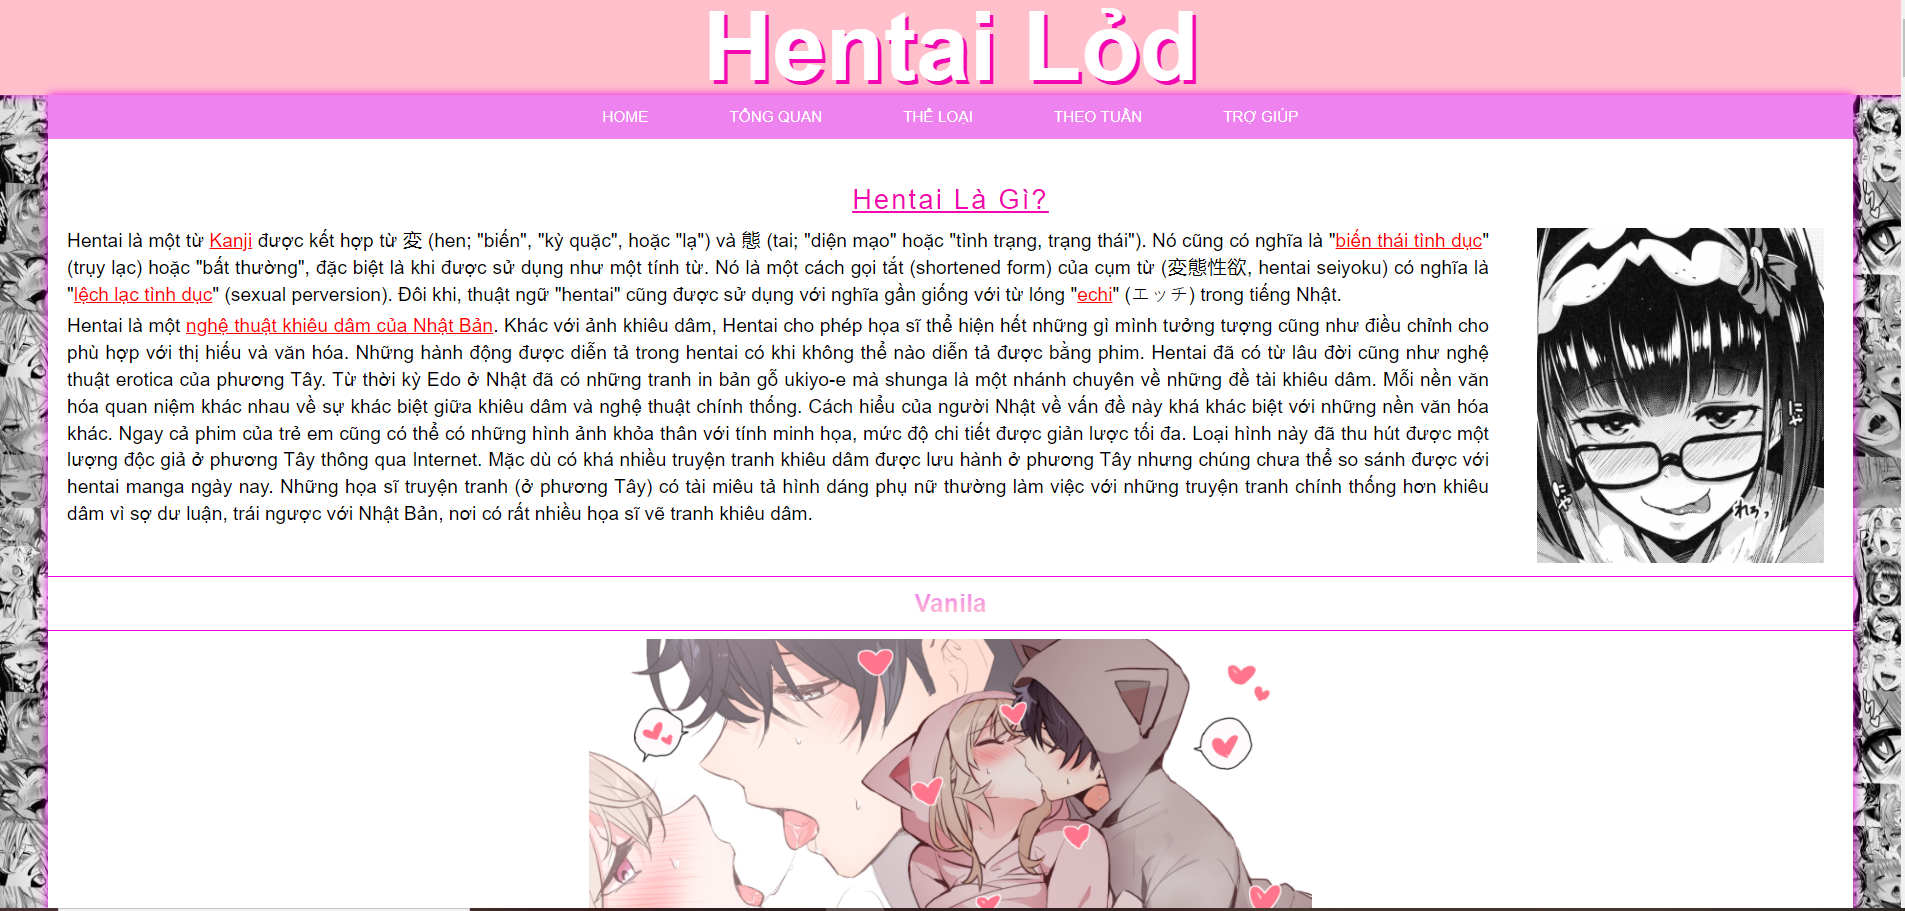 Hentai Lỏd
HOME TỔNG QUAN THỂ LOẠI THEO TUẦN TRỢ GIÚP
Hentai Là Gì?
Hentai là một từ Kanji được kết hợp từ 変 (hen; "biến", "kỳ quặc", hoặc "lạ") và 態 (tai; "diện mạo" hoặc "tình trạng, trạng thái"). Nó cũng có nghĩa là "biến thái tình dục"
(trụy lạc) hoặc "bất thường", đặc biệt là khi được sử dụng như một tính từ. Nó là một cách gọi tắt (shortened form) của cụm từ (変態性欲, hentai seiyoku) có nghĩa là
"lệch lạc tình dục" (sexual perversion). Đôi khi, thuật ngữ "hentai" cũng được sử dụng với nghĩa gần giống với từ lóng "echi" (エッチ) trong tiếng Nhật.
Hentai là một nghệ thuật khiêu dâm của Nhật Bản. Khác với ảnh khiêu dâm, Hentai cho phép họa sĩ thể hiện hết những gì mình tưởng tượng cũng như điều chỉnh cho
phù hợp với thị hiếu và văn hóa. Những hành động được diễn tả trong hentai có khi không thể nào diễn tả được bằng phim. Hentai đã có từ lâu đời cũng như nghệ
thuật erotica của phương Tây. Từ thời kỳ Edo ở Nhật đã có những tranh in bản gỗ ukiyo-e mà shunga là một nhánh chuyên về những đề tài khiêu dâm. Mỗi nền văn
hóa quan niệm khác nhau về sự khác biệt giữa khiêu dâm và nghệ thuật chính thống. Cách hiểu của người Nhật về vấn đề này khá khác biệt với những nền văn hóa
khác. Ngay cả phim của trẻ em cũng có thể có những hình ảnh khỏa thân với tính minh họa, mức độ chi tiết được giản lược tối đa. Loại hình này đã thu hút được một
lượng độc giả ở phương Tây thông qua Internet. Mặc dù có khá nhiều truyện tranh khiêu dâm được lưu hành ở phương Tây nhưng chúng chưa thể so sánh được với
hentai manga ngày nay. Những họa sĩ truyện tranh (ở phương Tây) có tài miêu tả hình dáng phụ nữ thường làm việc với những truyện tranh chính thống hơn khiêu
dâm vì sợ dư luận, trái ngược với Nhật Bản, nơi có rất nhiều họa sĩ vẽ tranh khiêu dâm.
にゃ
にゃ
れろっ
Vanila